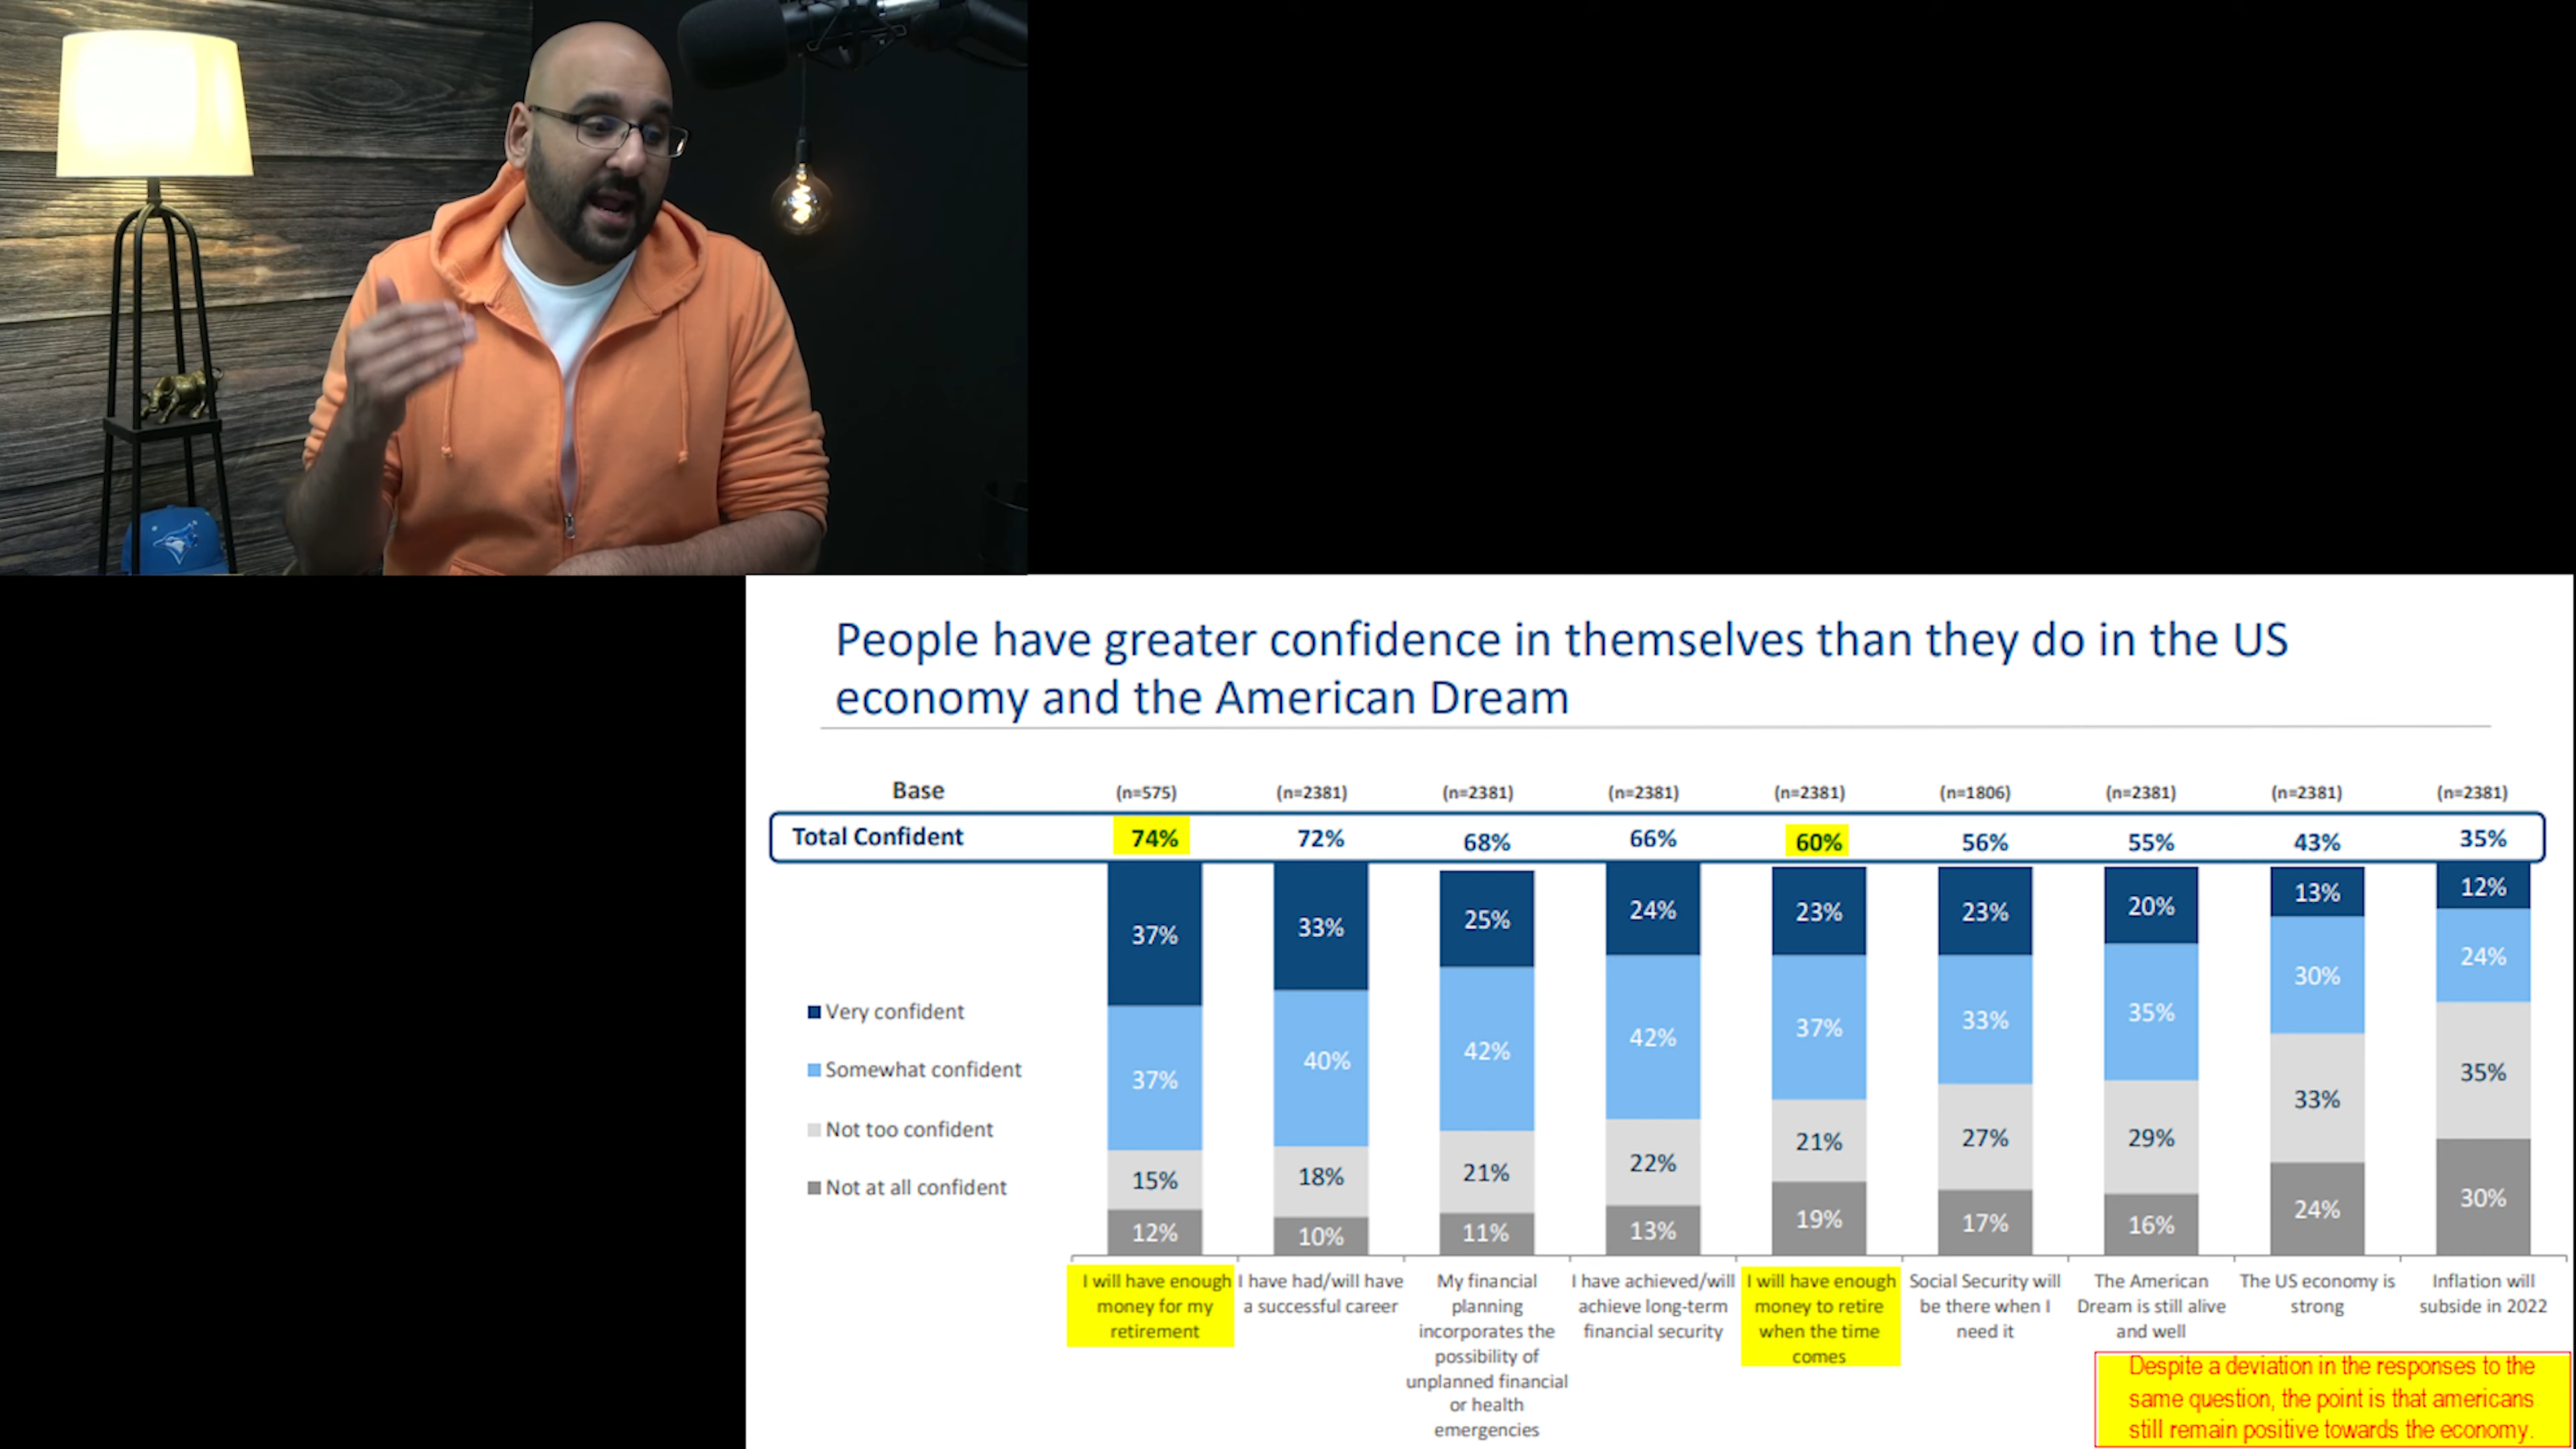 People have greater confidence in themselves than they do in the US
economy and the American Dream
Base (n=575) (n=2381) (n=2381) (n=2381) (n=2381) (n=1806) (n=2381) (n=2381) (n=2381)
Total Confident 74% 72% 68% 66% 60% 56% 55% 43% 35%
37% 33% 25% 24% 23% 23% 20% 13% 12%
37% 40% 42% 42% 37% 33% 35% 30% 24%
15% 18% 21% 22% 21% 27% 29% 33% 35%
12% 10% 11% 13% 19% 17% 16% 24% 30%
Very confident
Somewhat confident
Not too confident
Not at all confident
I will have enough
money for my
retirement
I have had/will have
a successful career
My financial
planning
incorporates the
possibility of
unplanned financial
or health
emergencies
I have achieved/will
achieve long-term
financial security
I will have enough
money to retire
when the time
comes
Social Security will
be there when I
need it
The American
Dream is still alive
and well
The US economy is
strong
Inflation will
subside in 2022
Despite a deviation in the responses to the
same question, the point is that americans
still remain positive towards the economy.